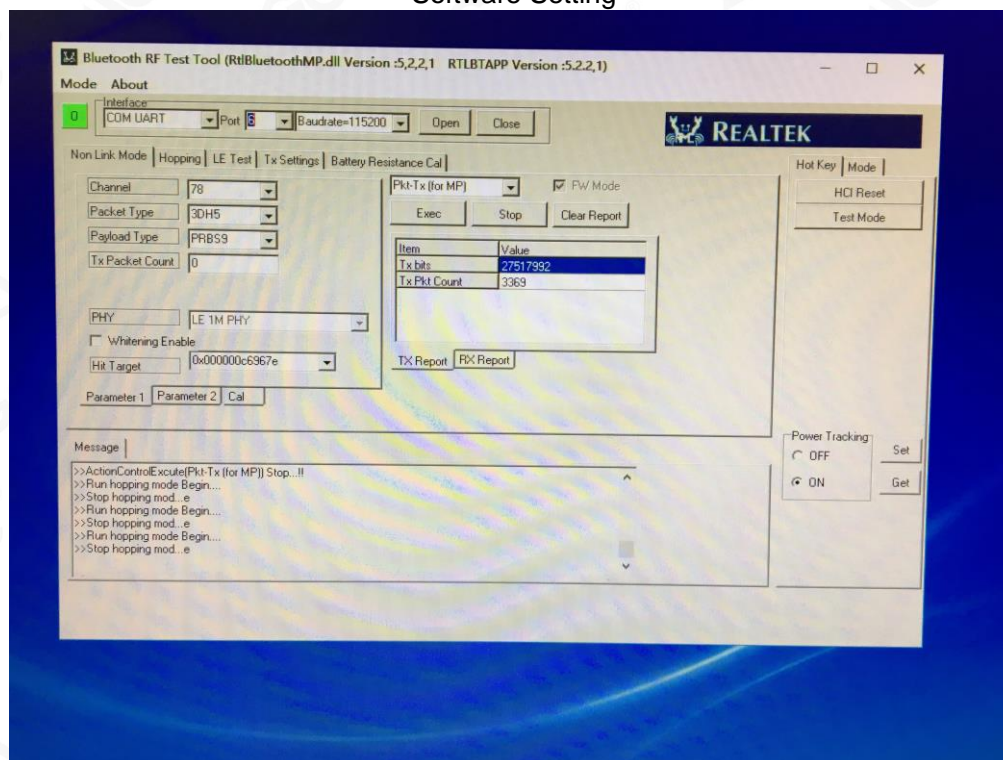 Software Setting
Bluetooth RF Test Tool (RtlBluetoothMP.dll Version :5,2,2,1 RTLBTAPP Version :5.2.2,1)
Mode About
0
Interface
COM UART Port 6 Baudrate=115200 Open Close
REALTEK
Non Link Mode Hopping LE Test Tx Settings Battery Resistance Cal
Hot Key Mode
Channel 78
Pkt-Tx (for MP) FW Mode
HCI Reset
Packet Type 3DH5
Exec Stop Clear Report
Test Mode
Payload Type PRBS9
Tx Packet Count 0
Item Value
Tx bits 27517992
Tx Pkt Count 3369
PHY LE 1M PHY
Whitening Enable
Hit Target 0x000000c6967e
TX Report RX Report
Parameter 1 Parameter 2 Cal
Message
>>ActionControlExcute(Pkt-Tx (for MP)) Stop...!!
>>Run hopping mode Begin....
>>Stop hopping mod...e
>>Run hopping mode Begin....
>>Stop hopping mod...e
>>Run hopping mode Begin....
>>Stop hopping mod...e
Power Tracking
OFF Set
ON Get